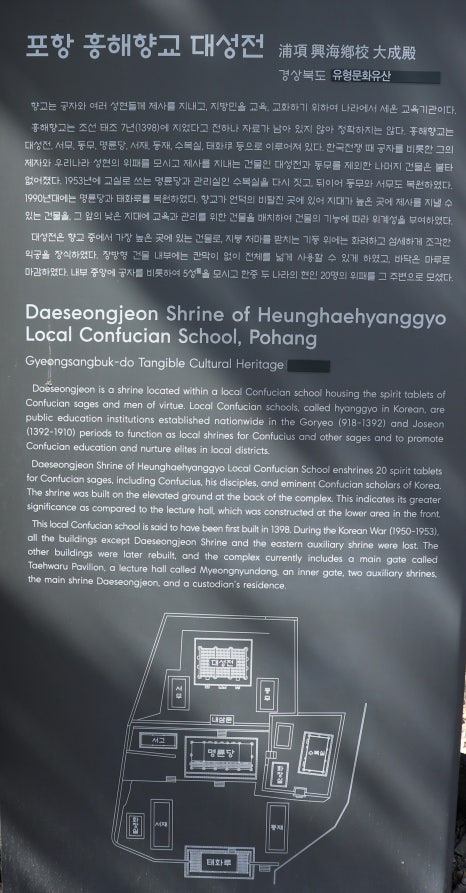 포항 흥해향교 대성전 浦項 興海鄕校 大成殿
경상북도 유형문화유산
향교는 공자와 여러 성현들께 제사를 지내고, 지방민을 교육, 교화하기 위하여 나라에서 세운 교육기관이다.
흥해향교는 조선 태조 7년(1398)에 지었다고 전하나 자료가 남아 있지 않아 정확하지는 않다. 흥해향교는
대성전, 서무, 동무, 명륜당, 서재, 동재, 수복실, 태화루 등으로 이루어져 있다. 한국전쟁 때 공자를 비롯한 그의
제자와 우리나라 성현의 위패를 모시고 제사를 지내는 건물인 대성전과 동무를 제외한 나머지 건물은 불타
없어졌다. 1953년에 교실로 쓰는 명륜당과 관리실인 수복실을 다시 짓고, 뒤이어 동무와 서무도 복원하였다.
1990년대에는 명륜당과 태화루를 복원하였다. 향교가 언덕의 비탈진 곳에 있어 지대가 높은 곳에 제사를 지낼 수
있는 건물을, 그 앞의 낮은 지대에 교육과 관리를 위한 건물을 배치하여 건물의 기능에 따라 위계성을 부여하였다.
대성전은 향교 중에서 가장 높은 곳에 있는 건물로, 지붕 처마를 받치는 기둥 위에는 화려하고 섬세하게 조각한
익공을 장식하였다. 장방형 건물 내부에는 칸막이 없이 전체를 넓게 사용할 수 있게 하였고, 바닥은 마루로
마감하였다. 내부 중앙에 공자를 비롯하여 5성을 모시고 한중 두 나라의 현인 20명의 위패를 그 주변으로 모셨다.
Daeseongjeon Shrine of Heunghaehyanggyo
Local Confucian School, Pohang
Gyeongsangbuk-do Tangible Cultural Heritage
Daeseongjeon is a shrine located within a local Confucian school housing the spirit tablets of
Confucian sages and men of virtue. Local Confucian schools, called hyanggyo in Korean, are
public education institutions established nationwide in the Goryeo (918-1392) and Joseon
(1392-1910) periods to function as local shrines for Confucius and other sages and to promote
Confucian education and nurture elites in local districts.
Daeseongjeon Shrine of Heunghaehyanggyo Local Confucian School enshrines 20 spirit tablets
for Confucian sages, including Confucius, his disciples, and eminent Confucian scholars of Korea.
The shrine was built on the elevated ground at the back of the complex. This indicates its greater
significance as compared to the lecture hall, which was constructed at the lower area in the front.
This local Confucian school is said to have been first built in 1398. During the Korean War (1950-1953),
all the buildings except Daeseongjeon Shrine and the eastern auxiliary shrine were lost. The
other buildings were later rebuilt, and the complex currently includes a main gate called
Taehwaru Pavilion, a lecture hall called Myeongnyundang, an inner gate, two auxiliary shrines,
the main shrine Daeseongjeon, and a custodian's residence.
대성전
서무
동무
내삼문
서고
명륜당
수복실
화장실
화장실
서재
동재
태화루